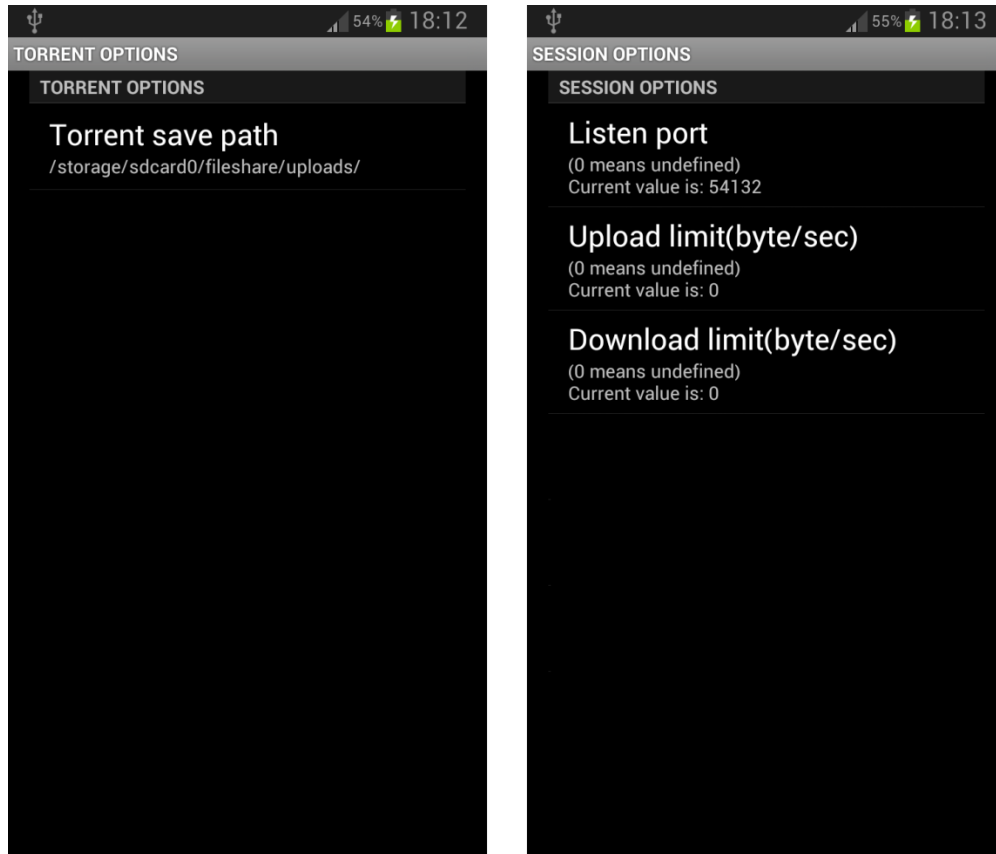 54% 18:12
TORRENT OPTIONS
TORRENT OPTIONS
Torrent save path
/storage/sdcard0/fileshare/uploads/
55% 18:13
SESSION OPTIONS
SESSION OPTIONS
Listen port
(0 means undefined)
Current value is: 54132
Upload limit(byte/sec)
(0 means undefined)
Current value is: 0
Download limit(byte/sec)
(0 means undefined)
Current value is: 0